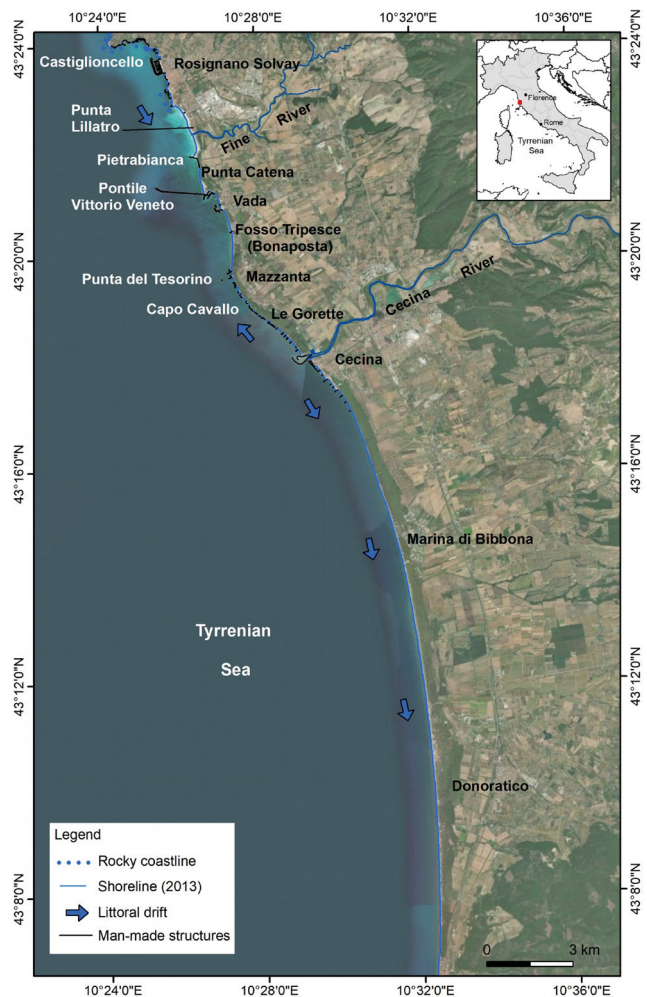 10°24'0"E
10°28'0"E
10°32'0"E
10°36'0"E
43°24'0"N
43°24'0"N
Castiglioncello
Rosignano Solvay
Punta
Lillatro
Fine River
Pietrabianca
Punta Catena
Pontile
Vittorio Veneto
Vada
Fosso Tripesce
(Bonaposta)
43°20'0"N
43°20'0"N
Punta del Tesorino
Mazzanta
Capo Cavallo
Le Gorette
Cecina River
Cecina
Florence
Rome
Tyrrenian
Sea
43°16'0"N
43°16'0"N
Marina di Bibbona
Tyrrenian
Sea
43°12'0"N
43°12'0"N
Donoratico
Legend
Rocky coastline
Shoreline (2013)
Littoral drift
Man-made structures
43°8'0"N
43°8'0"N
0 3 km
10°24'0"E
10°28'0"E
10°32'0"E
10°36'0"E